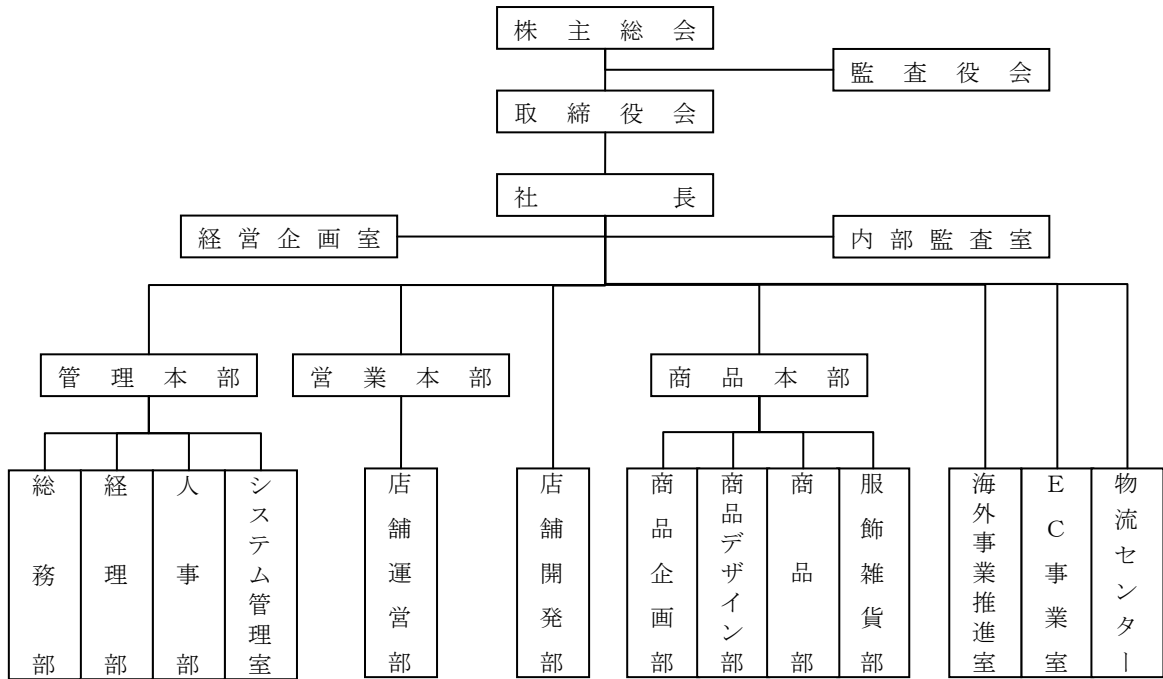 株主総会
監査役会
取締役会
社長
経営企画室
内部監査室
管理本部
営業本部
商品本部
総務部
経理部
人事部
システム管理室
店舗運営部
店舗開発部
商品企画部
商品デザイン部
商品部
服飾雑貨部
海外事業推進室
EC事業室
物流センター